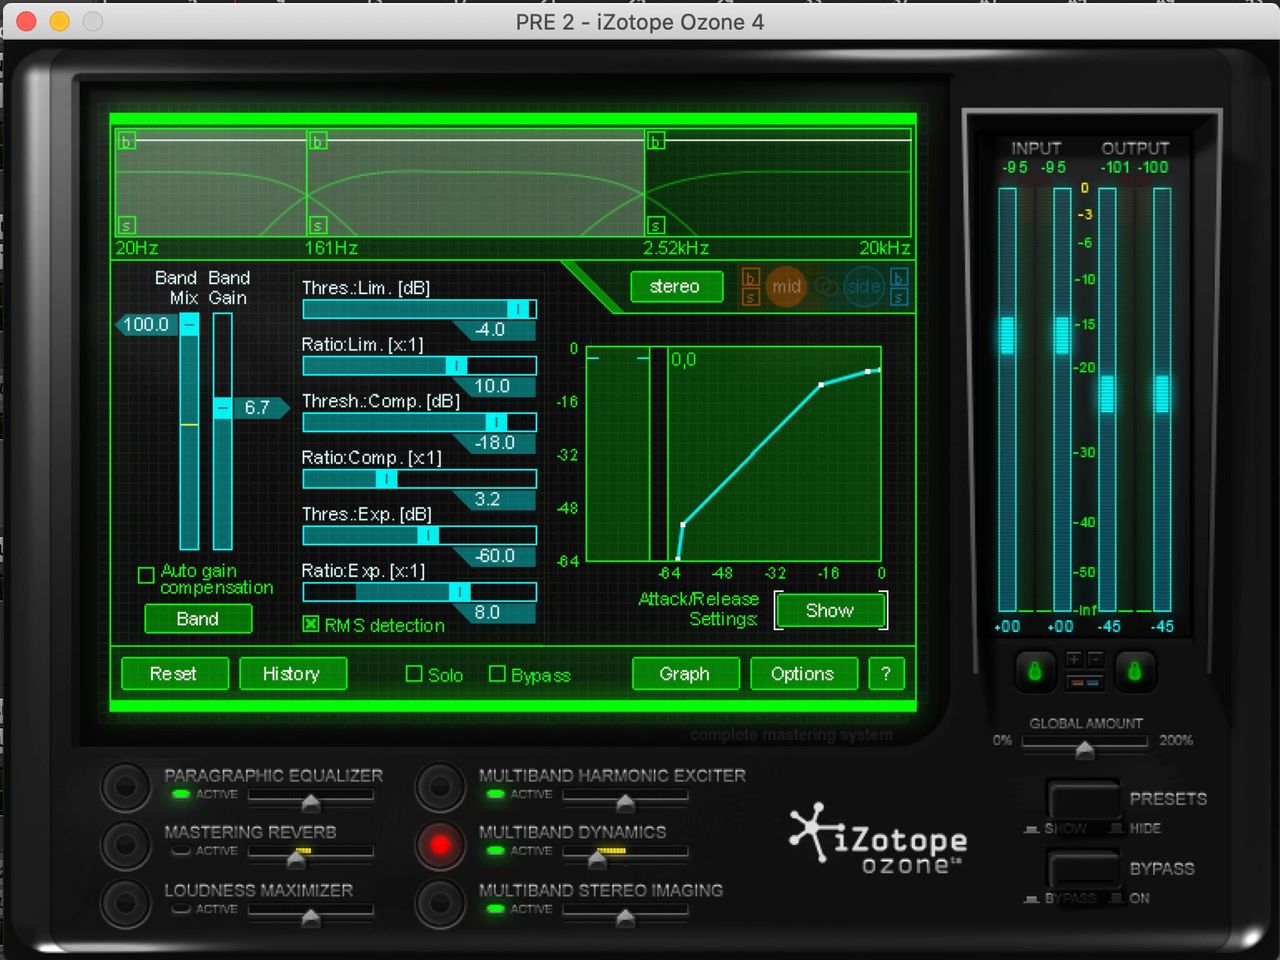 PRE 2 - iZotope Ozone 4
b b b
s s s
20Hz 161Hz 2.52kHz 20kHz
Band Mix
Band Gain
100.0
6.7
Auto gain compensation
Band
Thres.:Lim. [dB]
-4.0
Ratio:Lim. [x:1]
10.0
Thresh.:Comp. [dB]
-18.0
Ratio:Comp. [x:1]
3.2
Thres.:Exp. [dB]
-60.0
Ratio:Exp. [x:1]
8.0
RMS detection
stereo
b s mid side b s
0,0
0
-16
-32
-48
-64
-64 -48 -32 -16 0
Attack/Release Settings:
Show
Reset History Solo Bypass Graph Options ?
complete mastering system
INPUT OUTPUT
-9 5 -9 5 -101 -100
0
-3
-6
-10
-15
-20
-30
-40
-50
-Inf
+00 +00 -45 -45
+ -
GLOBAL AMOUNT
0% 200%
PRESETS
SHOW HIDE
BYPASS
BYPASS ON
PARAGRAPHIC EQUALIZER
ACTIVE
MASTERING REVERB
ACTIVE
LOUDNESS MAXIMIZER
ACTIVE
MULTIBAND HARMONIC EXCITER
ACTIVE
MULTIBAND DYNAMICS
ACTIVE
MULTIBAND STEREO IMAGING
ACTIVE
iZotope
ozone™